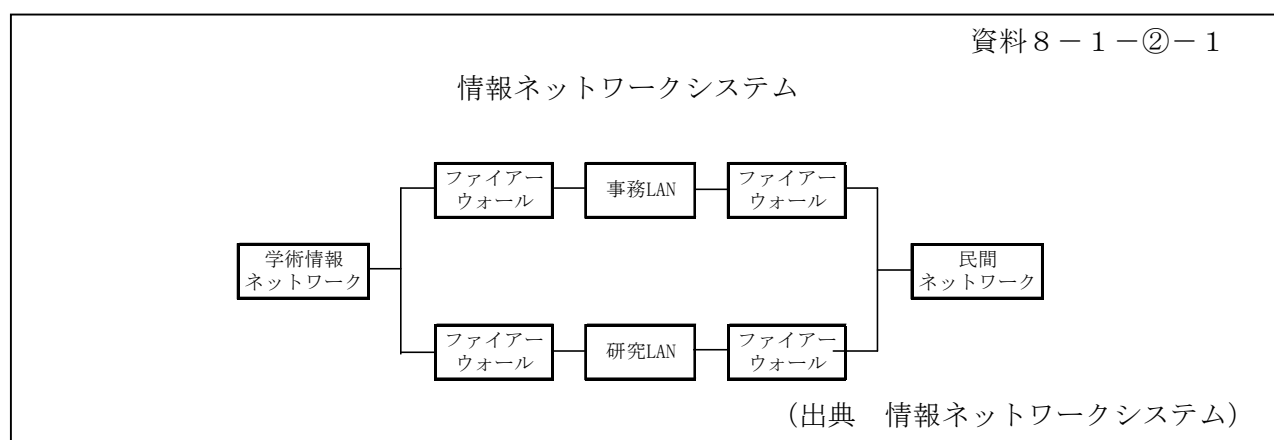 資料８－１－②－１
情報ネットワークシステム
ファイアー
ウォール
事務LAN
ファイアー
ウォール
学術情報
ネットワーク
民間
ネットワーク
ファイアー
ウォール
研究LAN
ファイアー
ウォール
（出典　情報ネットワークシステム）